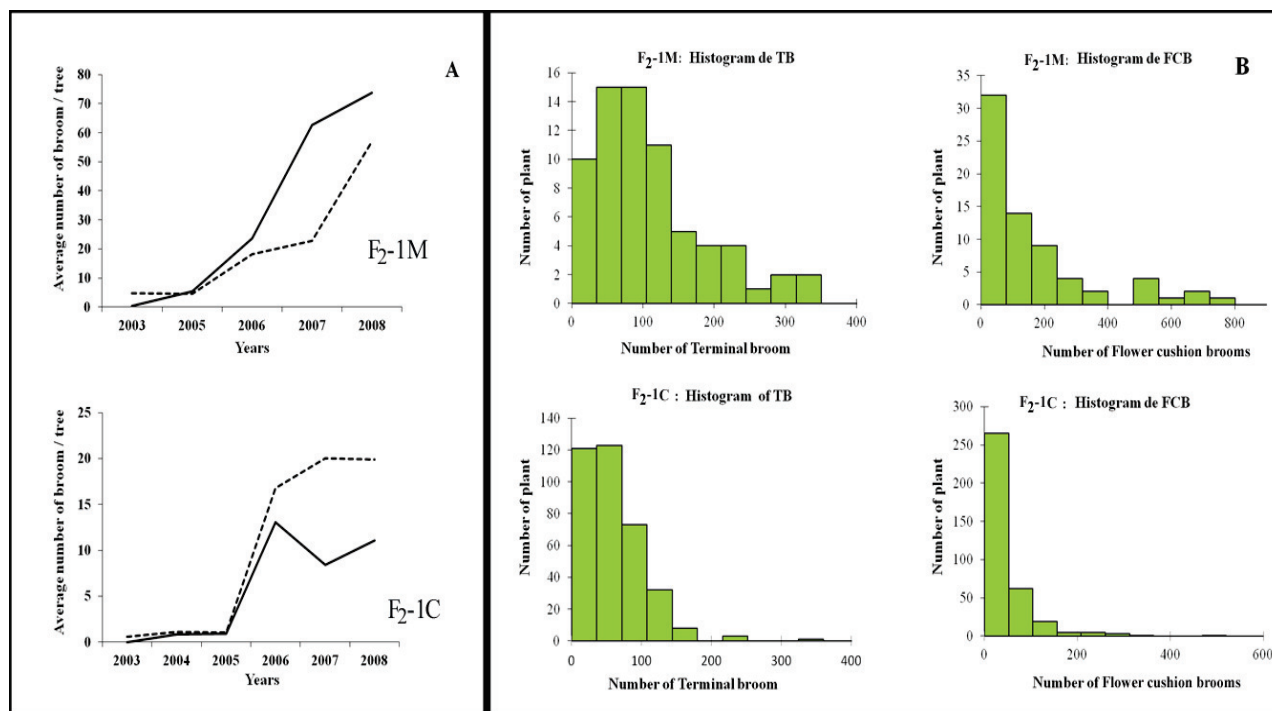 A
Average number of broom / tree
80
70
60
50
40
30
20
10
0
2003 2005 2006 2007 2008
Years
F2-1M
Average number of broom / tree
25
20
15
10
5
0
2003 2004 2005 2006 2007 2008
Years
F2-1C
B
F2-1M: Histogram de TB
Number of plant
16
14
12
10
8
6
4
2
0
0 100 200 300 400
Number of Terminal broom
F2-1M: Histogram de FCB
Number of plant
35
30
25
20
15
10
5
0
0 200 400 600 800
Number of Flower cushion brooms
F2-1C : Histogram of TB
Number of plant
140
120
100
80
60
40
20
0
0 100 200 300 400
Number of Terminal broom
F2-1C : Histogram de FCB
Number of plant
300
250
200
150
100
50
0
0 200 400 600
Number of Flower cushion brooms